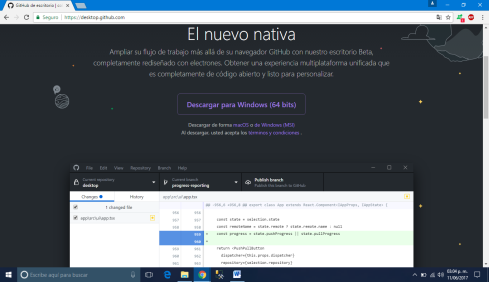 GitHub de escritorio | po
Seguro | https://desktop.github.com
El nuevo nativa
Ampliar su flujo de trabajo más allá de su navegador GitHub con nuestro escritorio Beta,
completamente rediseñado con electrones. Obtener una experiencia multiplataforma unificada que
es completamente de código abierto y listo para personalizar.
Descargar para Windows (64 bits)
Descargar de forma macOS o de Windows (MSI)
Al descargar, usted acepta los términos y condiciones .
File Edit View Repository Branch Help
Current repository
desktop
Current branch
progress-reporting
Publish branch
Publish this branch to GitHub
Changes
History
app\src\ui\app.tsx
1 changed file
app\src\ui\app.tsx
export class App extends React.Component<IAppProps, IAppState> {
const state = selection.state
const remoteName = state.remote ? state.remote.name : null
const progress = state.pushProgress || state.pullProgress
return <PushPullButton
dispatcher={this.props.dispatcher}
repository={selection.repository}
Escribe aquí para buscar
03:04 p. m.
11/06/2017